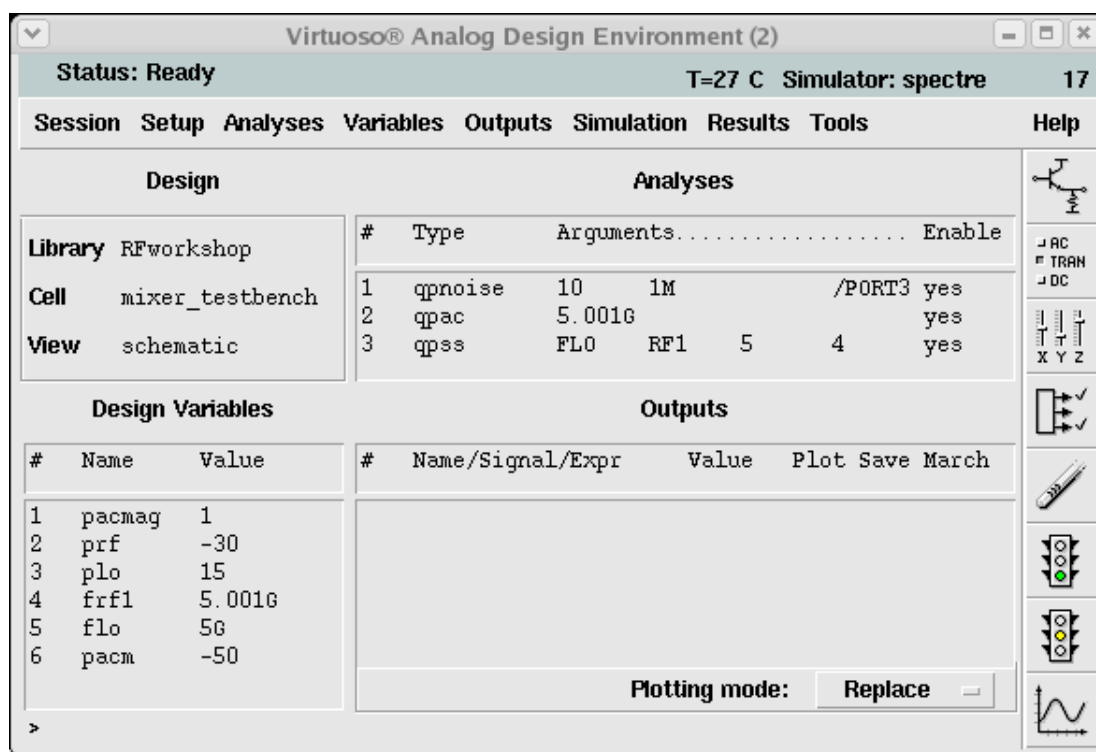 Virtuoso® Analog Design Environment (2)
Status: Ready T=27 C Simulator: spectre 17
Session Setup Analyses Variables Outputs Simulation Results Tools Help
Design
Library RFworkshop
Cell mixer_testbench
View schematic
Analyses
# Type Arguments.................. Enable
1 qpnoise 10 1M /PORT3 yes
2 qpac 5.001G yes
3 qpss FLO RF1 5 4 yes
Design Variables
# Name Value
1 pacmag 1
2 prf -30
3 plo 15
4 frf1 5.001G
5 flo 5G
6 pacm -50
Outputs
# Name/Signal/Expr Value Plot Save March
Plotting mode: Replace
>
AC
TRAN
DC
X Y Z